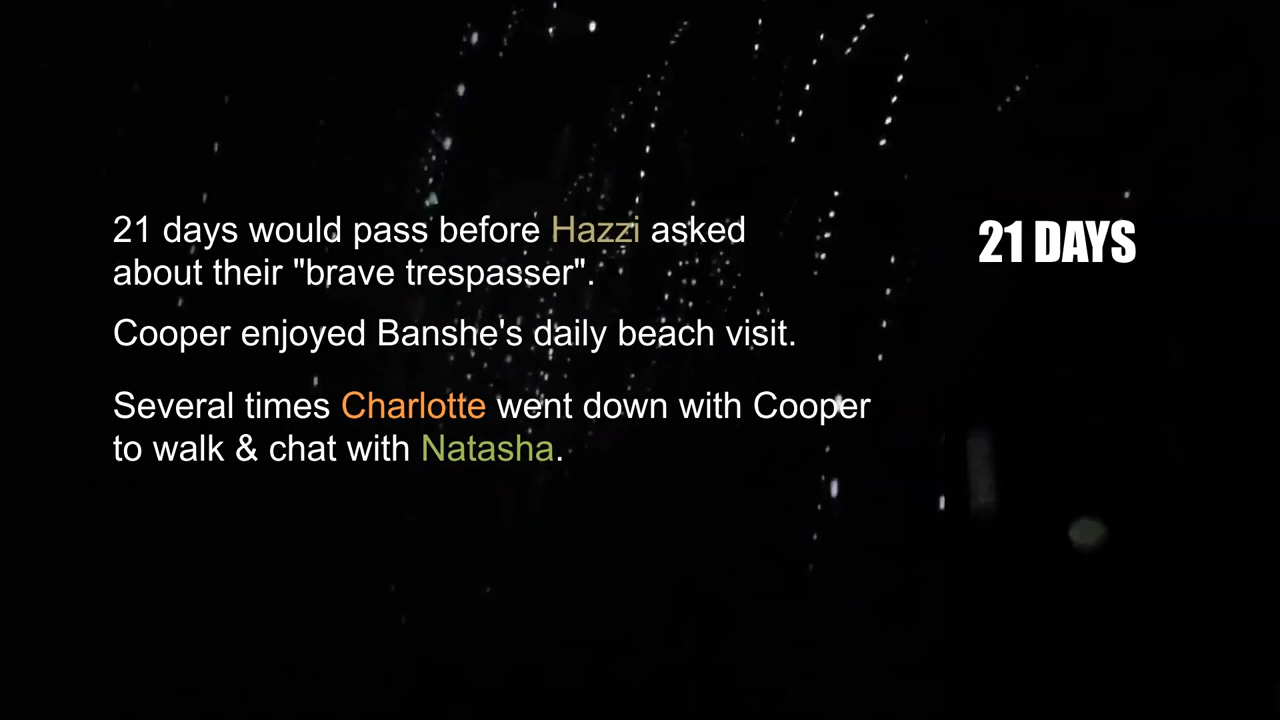 21 days would pass before Hazzi asked
about their "brave trespasser".
21 DAYS
Cooper enjoyed Banshe's daily beach visit.
Several times Charlotte went down with Cooper
to walk & chat with Natasha.